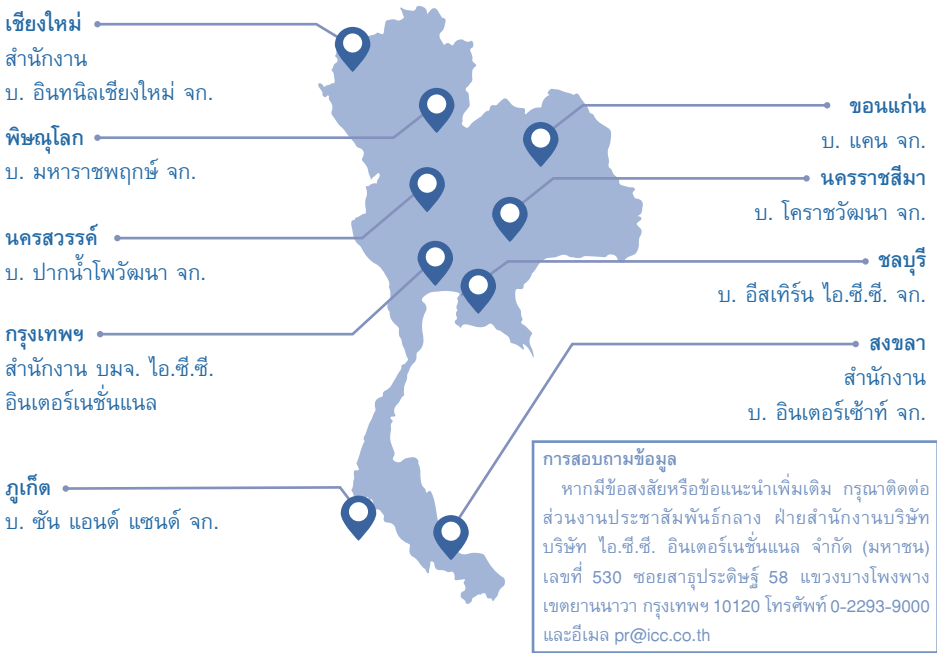 เชียงใหม่
สำนักงาน
บ. อินทนิลเชียงใหม่ จก.
พิษณุโลก
บ. มหาราชพฤกษ์ จก.
นครสวรรค์
บ. ปากน้ำโพวัฒนา จก.
กรุงเทพฯ
สำนักงาน บมจ. ไอ.ซี.ซี.
อินเตอร์เนชั่นแนล
ภูเก็ต
บ. ซัน แอนด์ แซนด์ จก.
ขอนแก่น
บ. แคน จก.
นครราชสีมา
บ. โคราชวัฒนา จก.
ชลบุรี
บ. อีสเทิร์น ไอ.ซี.ซี. จก.
สงขลา
สำนักงาน
บ. อินเตอร์เซ้าท์ จก.
การสอบถามข้อมูล
หากมีข้อสงสัยหรือข้อแนะนำเพิ่มเติม กรุณาติดต่อ
ส่วนงานประชาสัมพันธ์กลาง ฝ่ายสำนักงานบริษัท
บริษัท ไอ.ซี.ซี. อินเตอร์เนชั่นแนล จำกัด (มหาชน)
เลขที่ 530 ซอยสาธุประดิษฐ์ 58 แขวงบางโพงพาง
เขตยานนาวา กรุงเทพฯ 10120 โทรศัพท์ 0-2293-9000
และอีเมล pr@icc.co.th